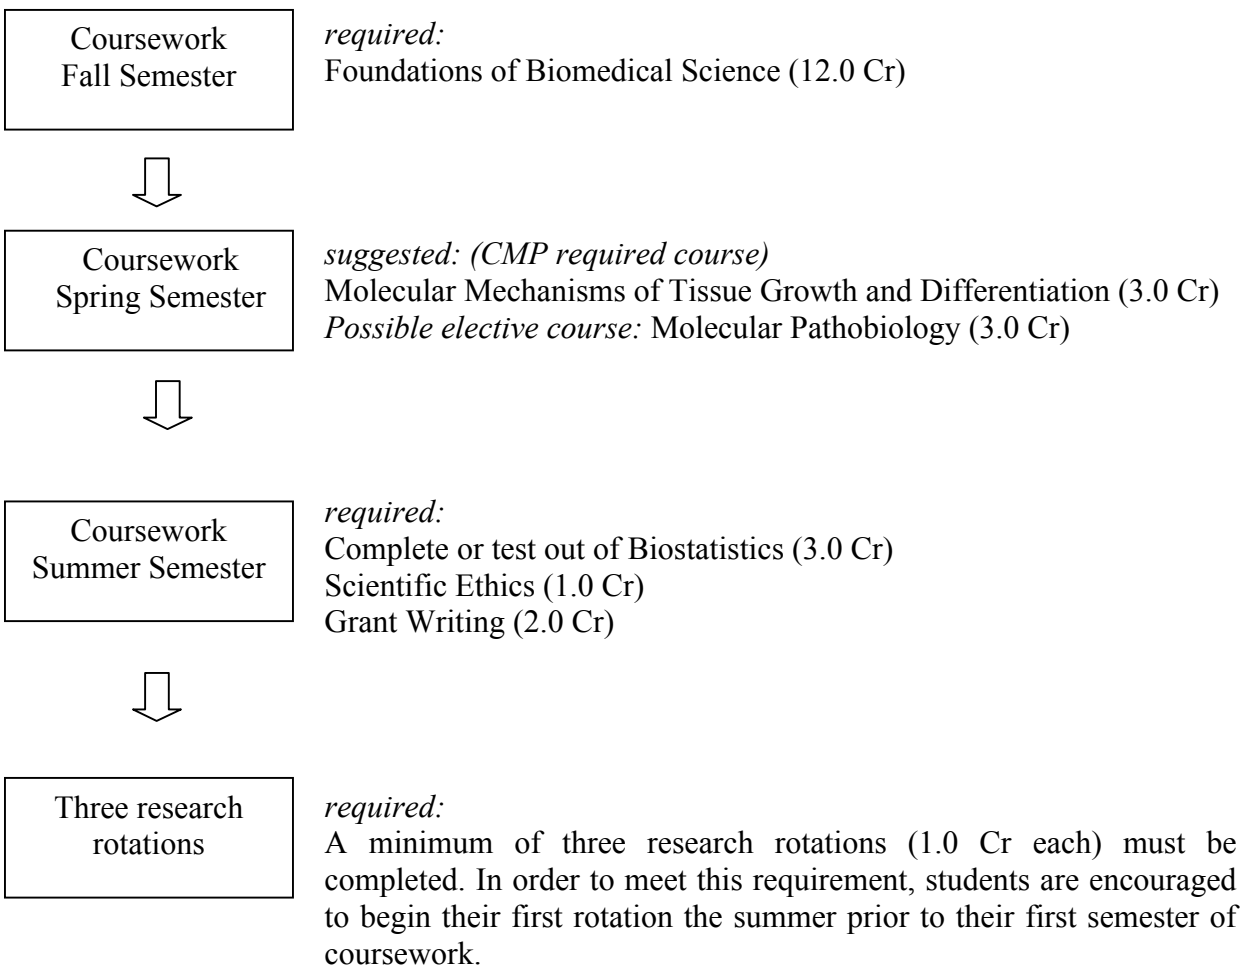 Coursework
Fall Semester
required:
Foundations of Biomedical Science (12.0 Cr)
Coursework
Spring Semester
suggested: (CMP required course)
Molecular Mechanisms of Tissue Growth and Differentiation (3.0 Cr)
Possible elective course: Molecular Pathobiology (3.0 Cr)
Coursework
Summer Semester
required:
Complete or test out of Biostatistics (3.0 Cr)
Scientific Ethics (1.0 Cr)
Grant Writing (2.0 Cr)
Three research
rotations
required:
A minimum of three research rotations (1.0 Cr each) must be
completed. In order to meet this requirement, students are encouraged
to begin their first rotation the summer prior to their first semester of
coursework.